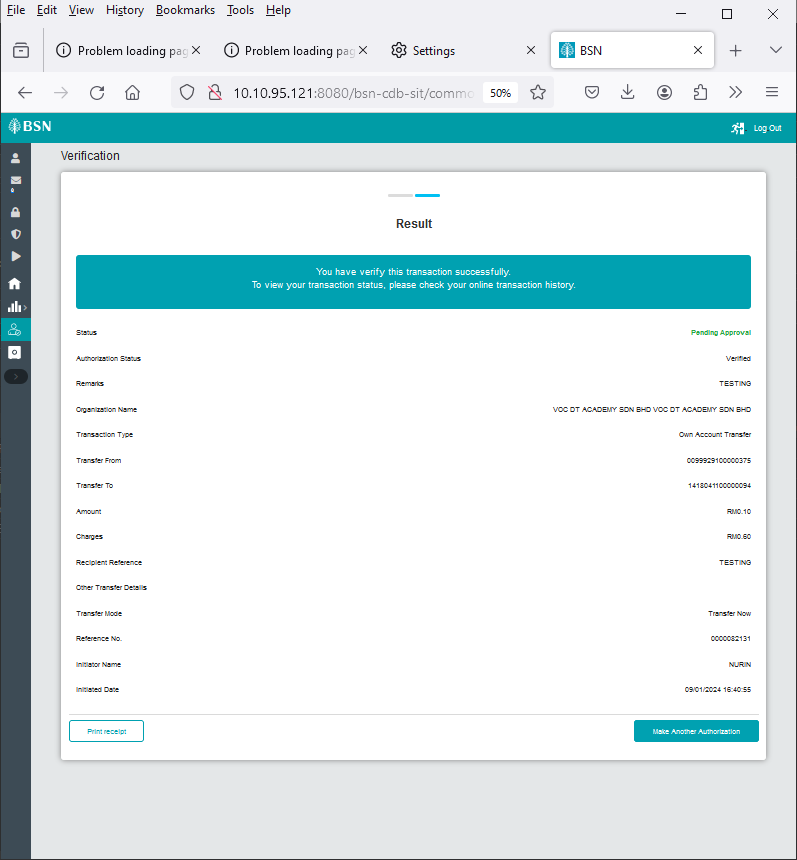 File Edit View History Bookmarks Tools Help
Problem loading pag
Problem loading pag
Settings
BSN
10.10.95.121:8080/bsn-cdb-sit/commo
50%
BSN
Log Out
Verification
Result
You have verify this transaction successfully.
To view your transaction status, please check your online transaction history.
Status Pending Approval
Authorization Status Verified
Remarks TESTING
Organization Name VOC DT ACADEMY SDN BHD VOC DT ACADEMY SDN BHD
Transaction Type Own Account Transfer
Transfer From 0099929100000375
Transfer To 1418041100000094
Amount RM0.10
Charges RM0.60
Recipient Reference TESTING
Other Transfer Details
Transfer Mode Transfer Now
Reference No. 0000082131
Initiator Name NURIN
Initiated Date 09/01/2024 16:40:55
Print receipt
Make Another Authorization